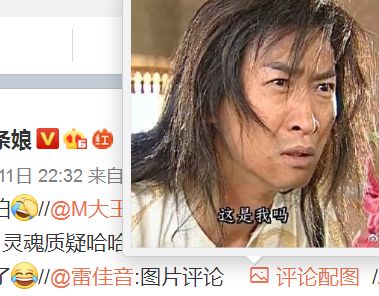 条娘 V 红
11日 22:32 来自
//@M大王
这是我吗
灵魂质疑哈哈
了//@雷佳音:图片评论 评论配图 /